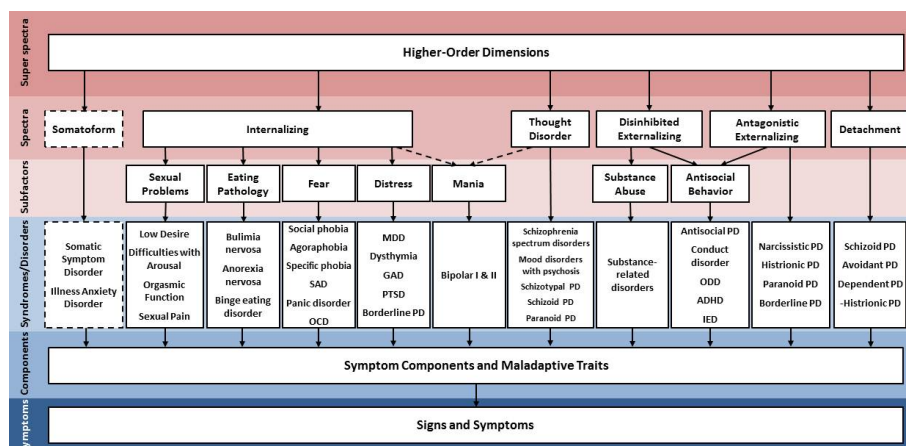 Super spectra
Higher-Order Dimensions
Spectra
Somatoform
Internalizing
Thought
Disorder
Disinhibited
Externalizing
Antagonistic
Externalizing
Detachment
Subfactors
Sexual
Problems
Eating
Pathology
Fear
Distress
Mania
Substance
Abuse
Antisocial
Behavior
Syndromes/Disorders
Somatic
Symptom
Disorder
Illness Anxiety
Disorder
Low Desire
Difficulties with
Arousal
Orgasmic
Function
Sexual Pain
Bulimia
nervosa
Anorexia
nervosa
Binge eating
disorder
Social phobia
Agoraphobia
Specific phobia
SAD
Panic disorder
OCD
MDD
Dysthymia
GAD
PTSD
Borderline PD
Bipolar I & II
Schizophrenia
spectrum disorders
Mood disorders
with psychosis
Schizotypal PD
Schizoid PD
Paranoid PD
Substance-
related disorders
Antisocial PD
Conduct
disorder
ODD
ADHD
IED
Narcissistic PD
Histrionic PD
Paranoid PD
Borderline PD
Schizoid PD
Avoidant PD
Dependent PD
-Histrionic PD
Components
Symptom Components and Maladaptive Traits
ymptoms
Signs and Symptoms